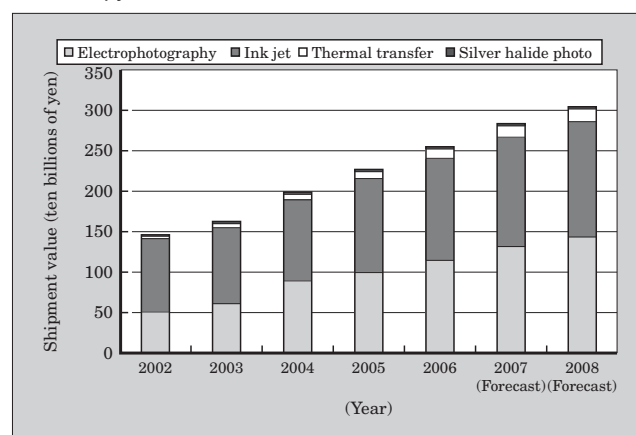 Electrophotography Ink jet Thermal transfer Silver halide photo
Shipment value (ten billions of yen)
350
300
250
200
150
100
50
0
2002 2003 2004 2005 2006 2007 2008
(Forecast) (Forecast)
(Year)